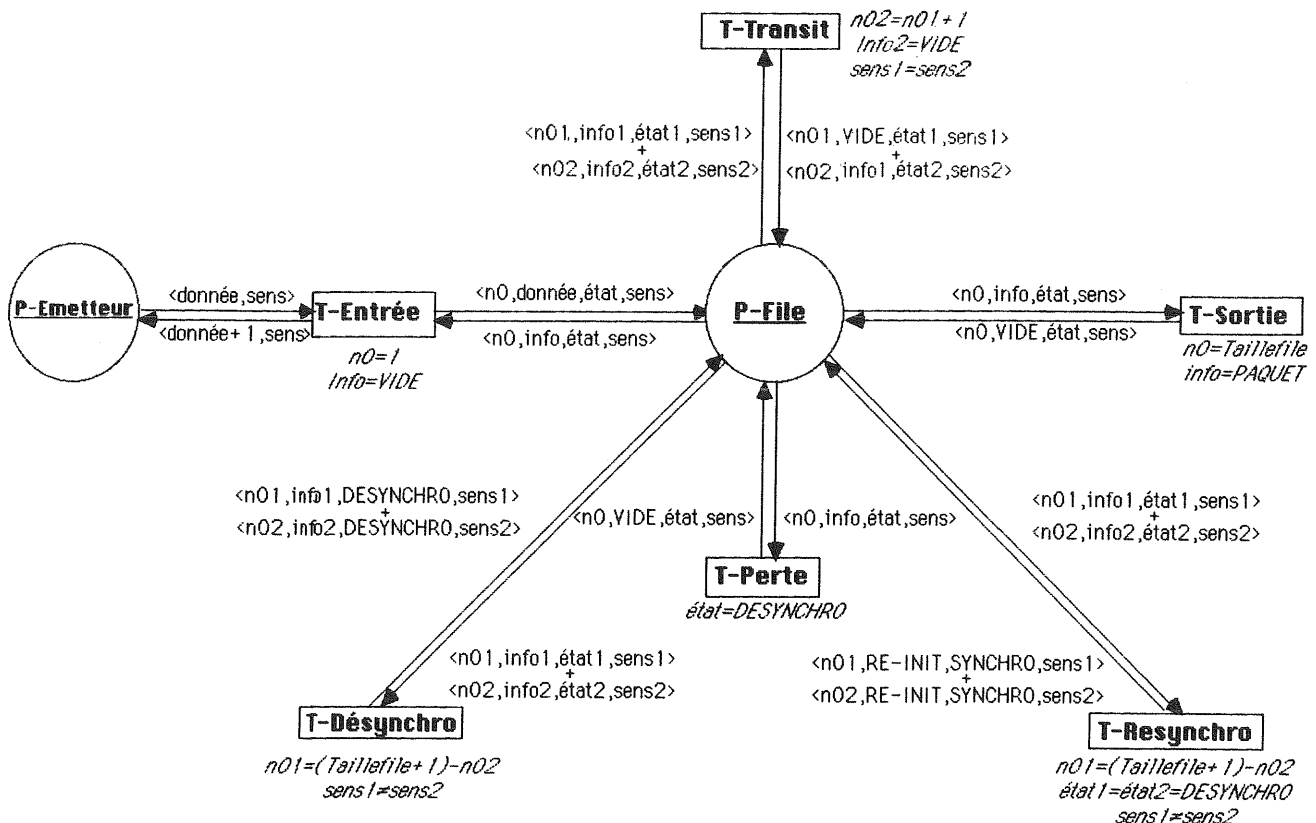 T-Transit
n02=n01+1
Info2=VIDE
sens1=sens2
<n01,info1,état1,sens1>
+
<n02,info2,état2,sens2>
<n01,VIDE,état1,sens1>
+
<n02,info1,état2,sens2>
P-Emetteur
<donnée,sens>
<donnée+1,sens>
T-Entrée
n0=1
Info=VIDE
<n0,donnée,état,sens>
<n0,info,état,sens>
P-File
<n0,info,état,sens>
<n0,VIDE,état,sens>
T-Sortie
n0=Taillefile
info=PAQUET
<n01,info1,DESYNCHRO,sens1>
+
<n02,info2,DESYNCHRO,sens2>
<n0,VIDE,état,sens>
<n0,info,état,sens>
<n01,info1,état1,sens1>
+
<n02,info2,état2,sens2>
T-Perte
état=DESYNCHRO
<n01,info1,état1,sens1>
+
<n02,info2,état2,sens2>
<n01,RE-INIT,SYNCHRO,sens1>
+
<n02,RE-INIT,SYNCHRO,sens2>
T-Désynchro
n01=(Taillefile+1)-n02
sens1≠sens2
T-Resynchro
n01=(Taillefile+1)-n02
état1=état2=DESYNCHRO
sens1≠sens2